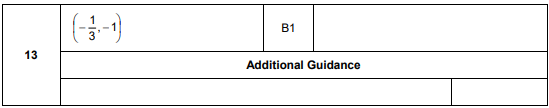 (-1/3, -1)
B1
13
Additional Guidance